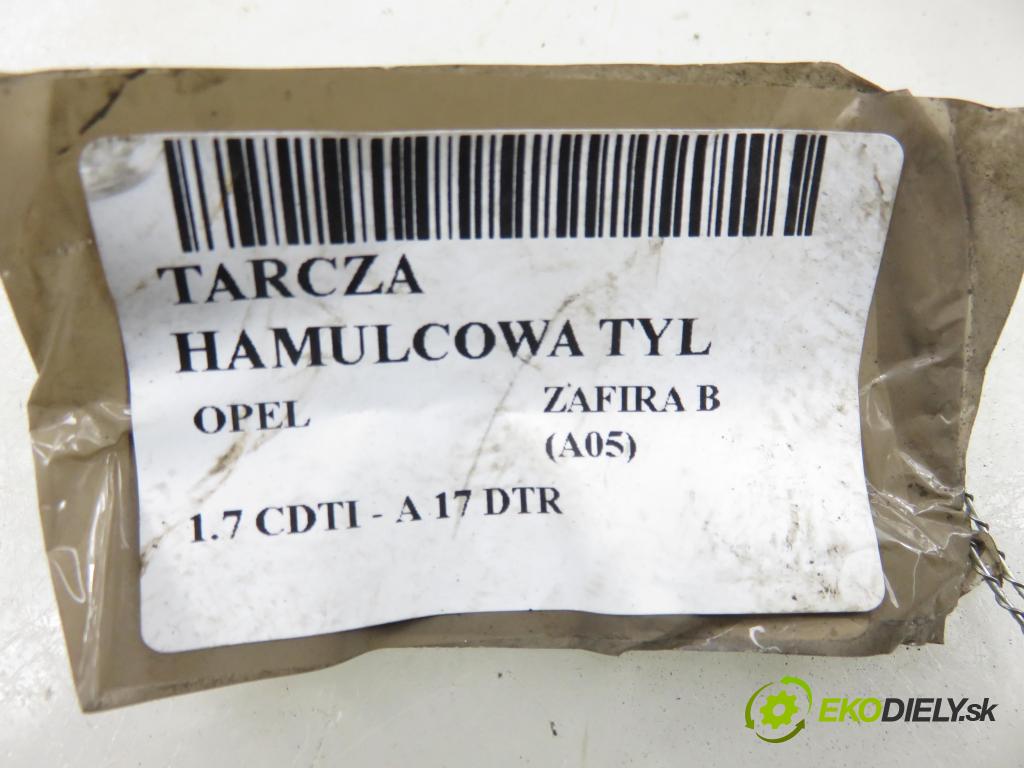 TARCZA
HAMULCOWA TYL
OPEL ZAFIRA B
(A05)
1.7 CDTI - A 17 DTR
EKODIELY.sk